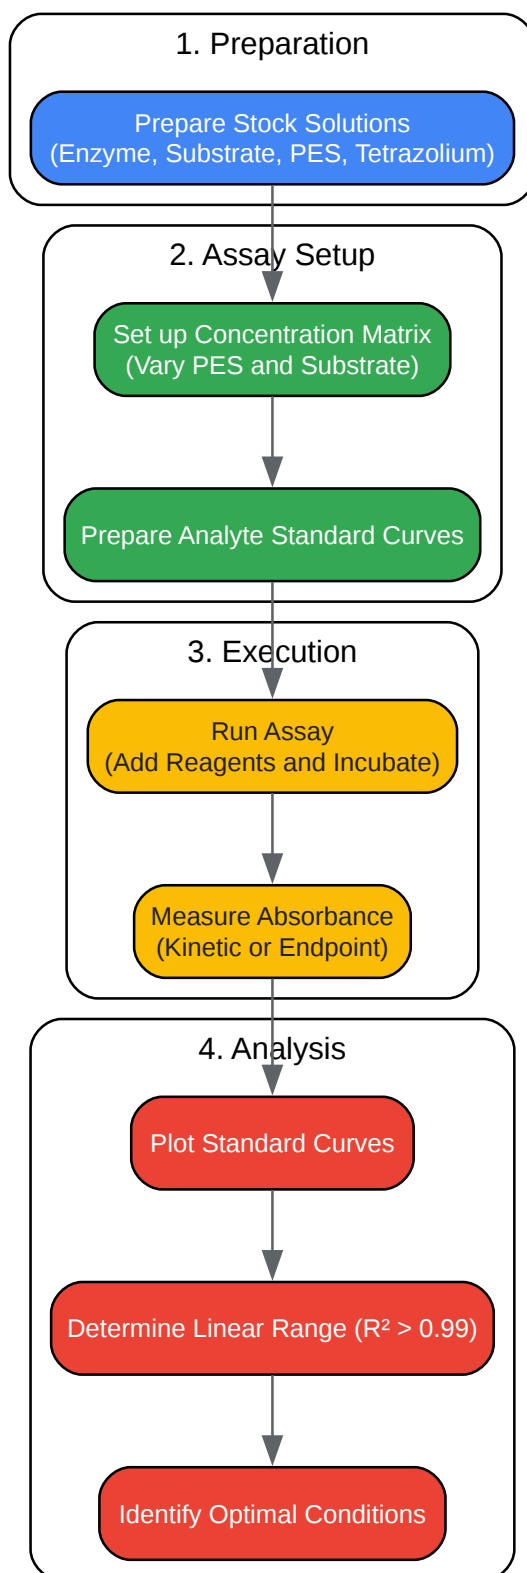 1. Preparation
Prepare Stock Solutions
(Enzyme, Substrate, PES, Tetrazolium)
2. Assay Setup
Set up Concentration Matrix
(Vary PES and Substrate)
Prepare Analyte Standard Curves
3. Execution
Run Assay
(Add Reagents and Incubate)
Measure Absorbance
(Kinetic or Endpoint)
4. Analysis
Plot Standard Curves
Determine Linear Range (R² > 0.99)
Identify Optimal Conditions